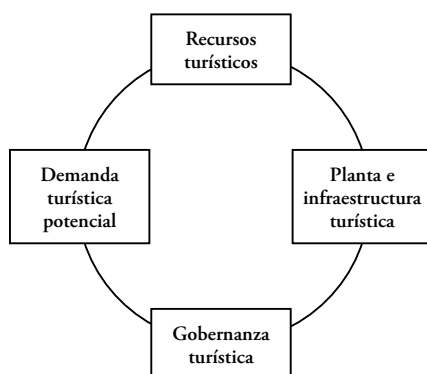 Recursos
turísticos
Demanda
turística
potencial
Planta e
infraestructura
turística
Gobernanza
turística